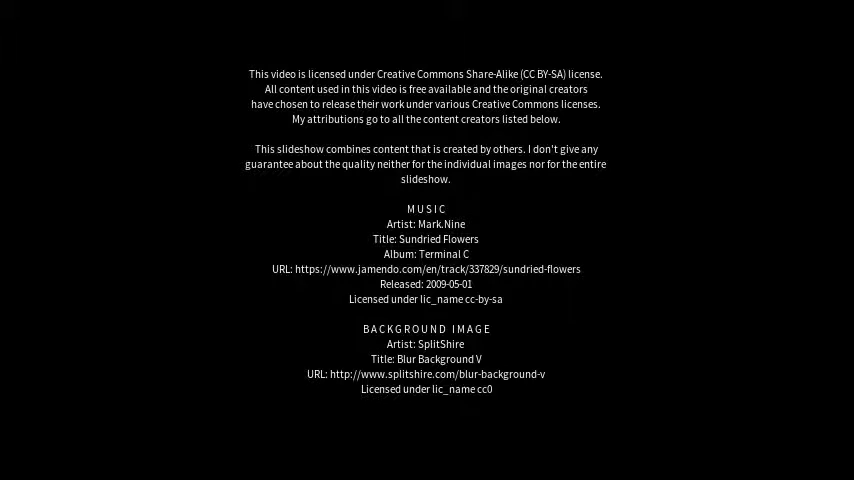 This video is licensed under Creative Commons Share-Alike (CC BY-SA) license.
All content used in this video is free available and the original creators
have chosen to release their work under various Creative Commons licenses.
My attributions go to all the content creators listed below.
This slideshow combines content that is created by others. I don't give any
guarantee about the quality neither for the individual images nor for the entire
slideshow.
MUSIC
Artist: Mark.Nine
Title: Sundried Flowers
Album: Terminal C
URL: https://www.jamendo.com/en/track/337829/sundried-flowers
Released: 2009-05-01
Licensed under lic_name cc-by-sa
BACKGROUND IMAGE
Artist: SplitShire
Title: Blur Background V
URL: http://www.splitshire.com/blur-background-v
Licensed under lic_name cc0